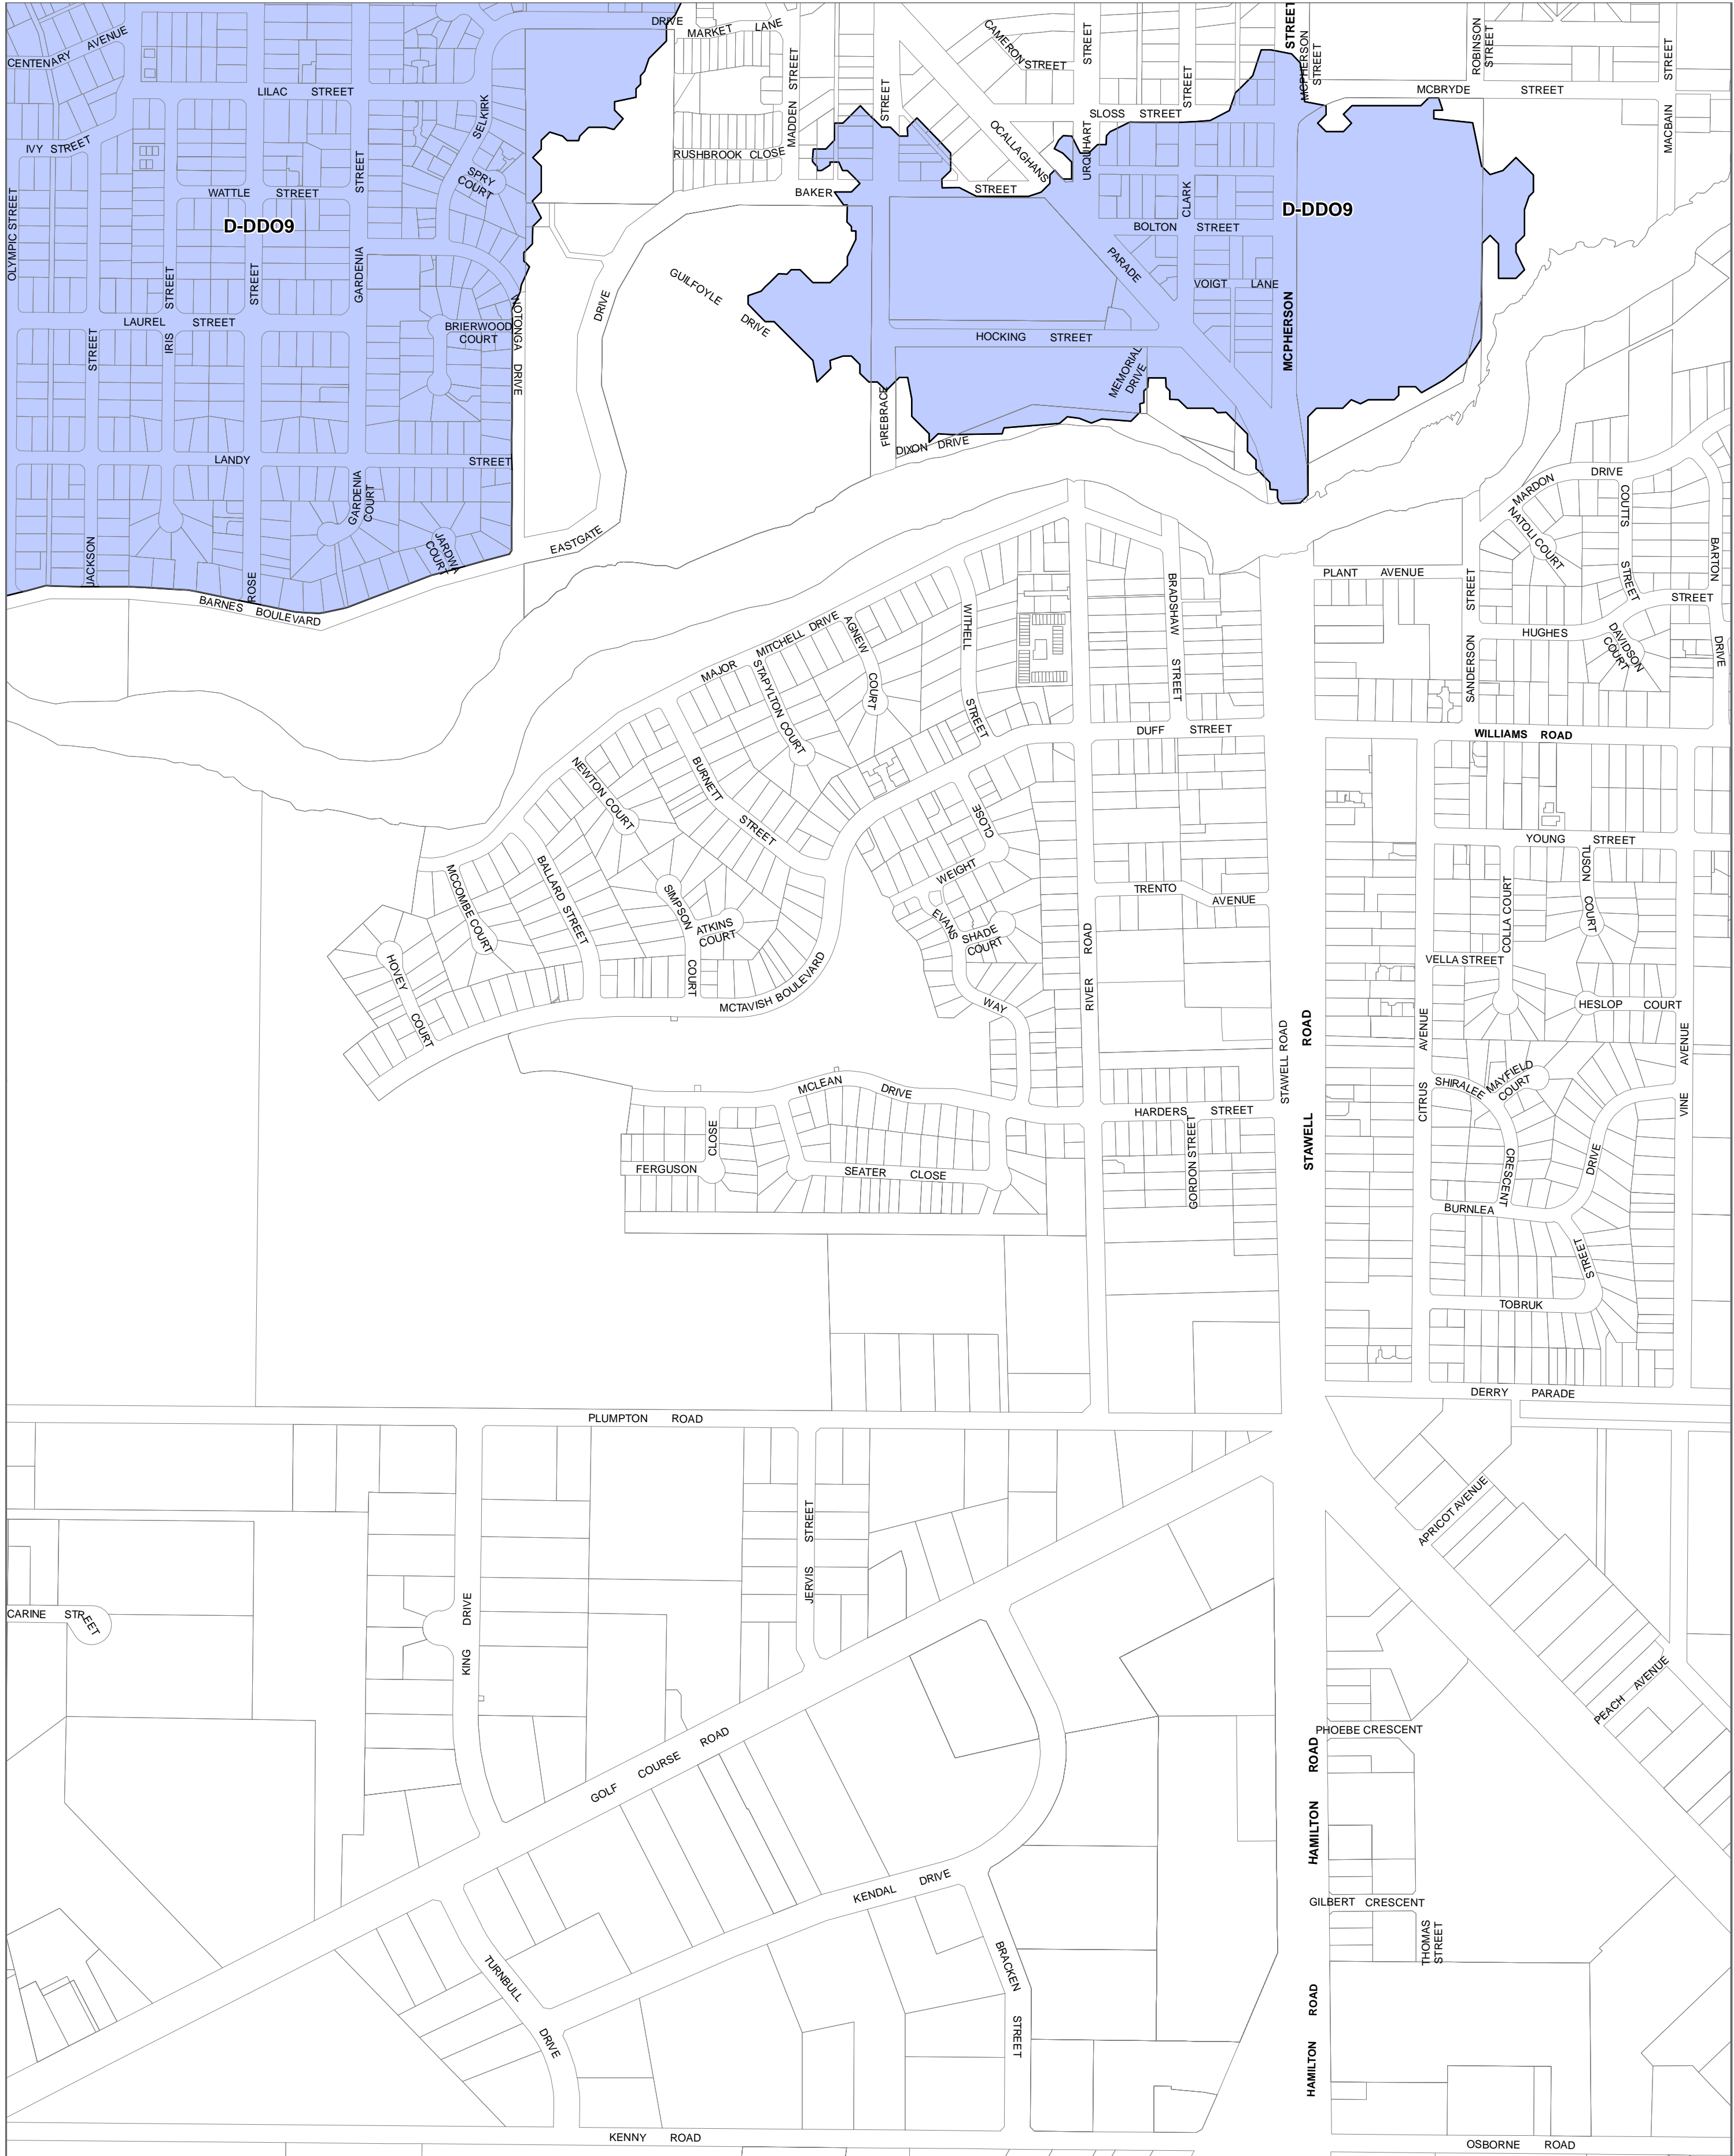 DRIVE
MARKET LANE
CENTENARY AVENUE
LILAC STREET
IVY STREET
SELKIRK
MADDEN STREET
STREET
CAMERON STREET
STREET
STREET
MCPHERSON STREET
STREET
ROBINSON STREET
STREET
MCBRYDE STREET
MACBAIN
SLOSS STREET
OCALLAGHANS
URQUHART
RUSHBROOK CLOSE
SPRY COURT
STREET
WATTLE STREET
BAKER
STREET
CLARK
D-DDO9
D-DDO9
OLYMPIC STREET
BOLTON STREET
PARADE
VOIGT LANE
GUILFOYLE DRIVE
DRIVE
STREET
STREET
GARDENIA
LAUREL STREET
IRIS
STREET
BRIERWOOD COURT
NOTONGA DRIVE
HOCKING STREET
MEMORIAL DRIVE
MCPHERSON
FIREBRACE
DIXON DRIVE
LANDY STREET
GARDENIA COURT
JARDWA COURT
JACKSON
ROSE
BARNES BOULEVARD
EASTGATE
MARDON DRIVE
NATOLI COURT
COUTTS STREET
BARTON
DRIVE
PLANT AVENUE
STREET
SANDERSON
STREET
HUGHES
DAVIDSON COURT
WILLIAMS ROAD
MAJOR MITCHELL DRIVE
AGNEW COURT
STAPYLTON COURT
WITHELL STREET
BRADSHAW STREET
DUFF STREET
NEWTON COURT
BURNETT STREET
CLOSE
WEIGHT
YOUNG STREET
TUSON COURT
COLLA COURT
MCCOMBE COURT
BALLARD STREET
SIMPSON COURT
ATKINS COURT
EVANS WAY
SHADE COURT
TRENTO AVENUE
VELLA STREET
HOVEY COURT
MCTAVISH BOULEVARD
RIVER ROAD
HESLOP COURT
STAWELL ROAD
STAWELL ROAD
CITRUS AVENUE
VINE AVENUE
SHIRALEE CRESCENT
MAYFIELD COURT
MCLEAN DRIVE
HARDERS STREET
GORDON STREET
CLOSE
FERGUSON
SEATER CLOSE
DRIVE
BURNLEA
STREET
TOBRUK
DERRY PARADE
PLUMPTON ROAD
JERVIS STREET
APRICOT AVENUE
CARINE STREET
KING DRIVE
PEACH AVENUE
GOLF COURSE ROAD
PHOEBE CRESCENT
HAMILTON ROAD
KENDAL DRIVE
GILBERT CRESCENT
THOMAS STREET
TURNBULL DRIVE
BRACKEN STREET
HAMILTON ROAD
KENNY ROAD
OSBORNE ROAD